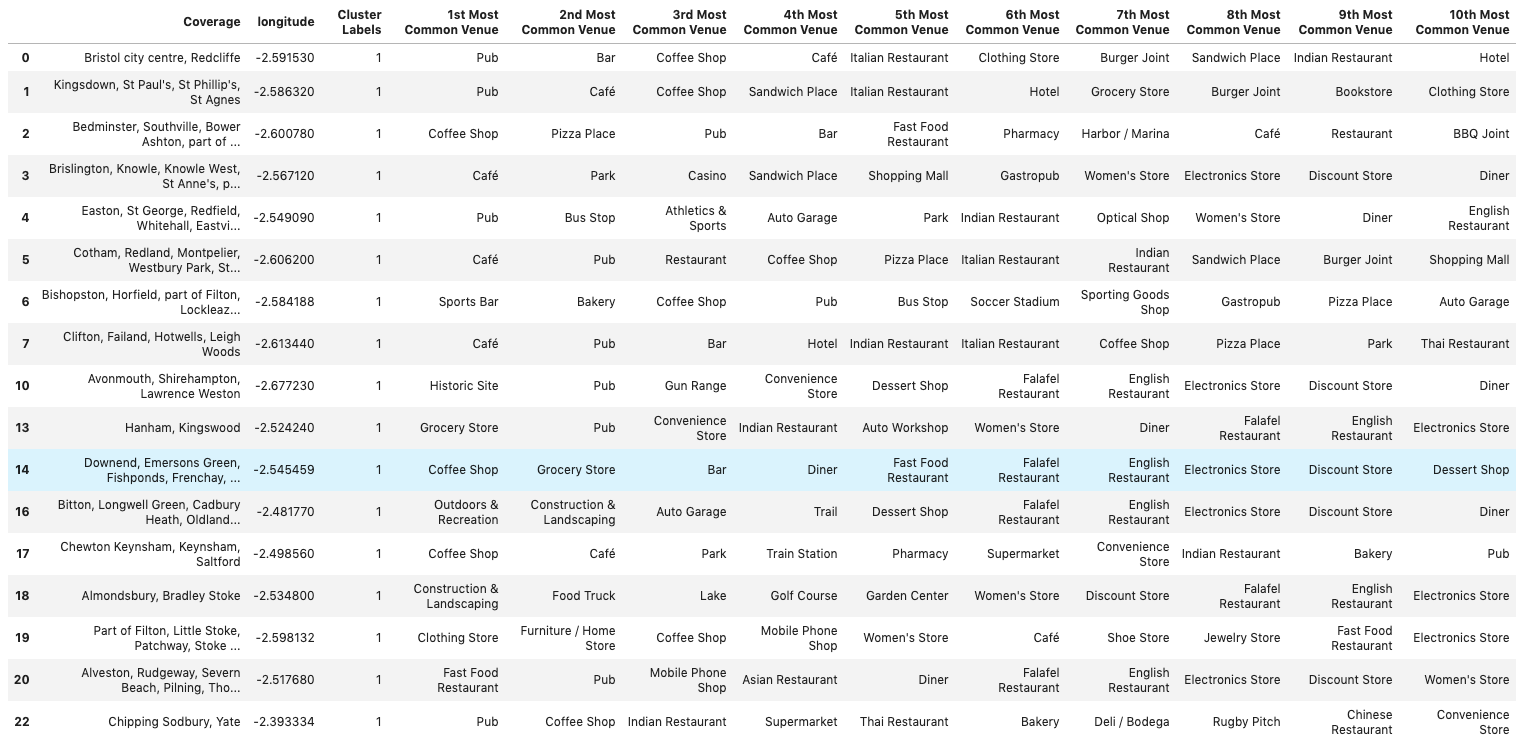 Coverage longitude Cluster Labels 1st Most Common Venue 2nd Most Common Venue 3rd Most Common Venue 4th Most Common Venue 5th Most Common Venue 6th Most Common Venue 7th Most Common Venue 8th Most Common Venue 9th Most Common Venue 10th Most Common Venue
0 Bristol city centre, Redcliffe -2.591530 1 Pub Bar Coffee Shop Café Italian Restaurant Clothing Store Burger Joint Sandwich Place Indian Restaurant Hotel
1 Kingsdown, St Paul's, St Phillip's, St Agnes -2.586320 1 Pub Café Coffee Shop Sandwich Place Italian Restaurant Hotel Grocery Store Burger Joint Bookstore Clothing Store
2 Bedminster, Southville, Bower Ashton, part of ... -2.600780 1 Coffee Shop Pizza Place Pub Bar Fast Food Restaurant Pharmacy Harbor / Marina Café Restaurant BBQ Joint
3 Brislington, Knowle, Knowle West, St Anne's, p... -2.567120 1 Café Park Casino Sandwich Place Shopping Mall Gastropub Women's Store Electronics Store Discount Store Diner
4 Easton, St George, Redfield, Whitehall, Eastvi... -2.549090 1 Pub Bus Stop Athletics & Sports Auto Garage Park Indian Restaurant Optical Shop Women's Store Diner English Restaurant
5 Cotham, Redland, Montpelier, Westbury Park, St... -2.606200 1 Café Pub Restaurant Coffee Shop Pizza Place Italian Restaurant Indian Restaurant Sandwich Place Burger Joint Shopping Mall
6 Bishopston, Horfield, part of Filton, Lockleaz... -2.584188 1 Sports Bar Bakery Coffee Shop Pub Bus Stop Soccer Stadium Sporting Goods Shop Gastropub Pizza Place Auto Garage
7 Clifton, Failand, Hotwells, Leigh Woods -2.613440 1 Café Pub Bar Hotel Indian Restaurant Italian Restaurant Coffee Shop Pizza Place Park Thai Restaurant
10 Avonmouth, Shirehampton, Lawrence Weston -2.677230 1 Historic Site Pub Gun Range Convenience Store Dessert Shop Falafel Restaurant English Restaurant Electronics Store Discount Store Diner
13 Hanham, Kingswood -2.524240 1 Grocery Store Pub Convenience Store Indian Restaurant Auto Workshop Women's Store Diner Falafel Restaurant English Restaurant Electronics Store
14 Downend, Emersons Green, Fishponds, Frenchay, ... -2.545459 1 Coffee Shop Grocery Store Bar Diner Fast Food Restaurant Falafel Restaurant English Restaurant Electronics Store Discount Store Dessert Shop
16 Bitton, Longwell Green, Cadbury Heath, Oldland... -2.481770 1 Outdoors & Recreation Construction & Landscaping Auto Garage Trail Dessert Shop Falafel Restaurant English Restaurant Electronics Store Discount Store Diner
17 Chewton Keynsham, Keynsham, Saltford -2.498560 1 Coffee Shop Café Park Train Station Pharmacy Supermarket Convenience Store Indian Restaurant Bakery Pub
18 Almondsbury, Bradley Stoke -2.534800 1 Construction & Landscaping Food Truck Lake Golf Course Garden Center Women's Store Discount Store Falafel Restaurant English Restaurant Electronics Store
19 Part of Filton, Little Stoke, Patchway, Stoke ... -2.598132 1 Clothing Store Furniture / Home Store Coffee Shop Mobile Phone Shop Women's Store Café Shoe Store Jewelry Store Fast Food Restaurant Electronics Store
20 Alveston, Rudgeway, Severn Beach, Pilning, Tho... -2.517680 1 Fast Food Restaurant Pub Mobile Phone Shop Asian Restaurant Diner Falafel Restaurant English Restaurant Electronics Store Discount Store Women's Store
22 Chipping Sodbury, Yate -2.393334 1 Pub Coffee Shop Indian Restaurant Supermarket Thai Restaurant Bakery Deli / Bodega Rugby Pitch Chinese Restaurant Convenience Store